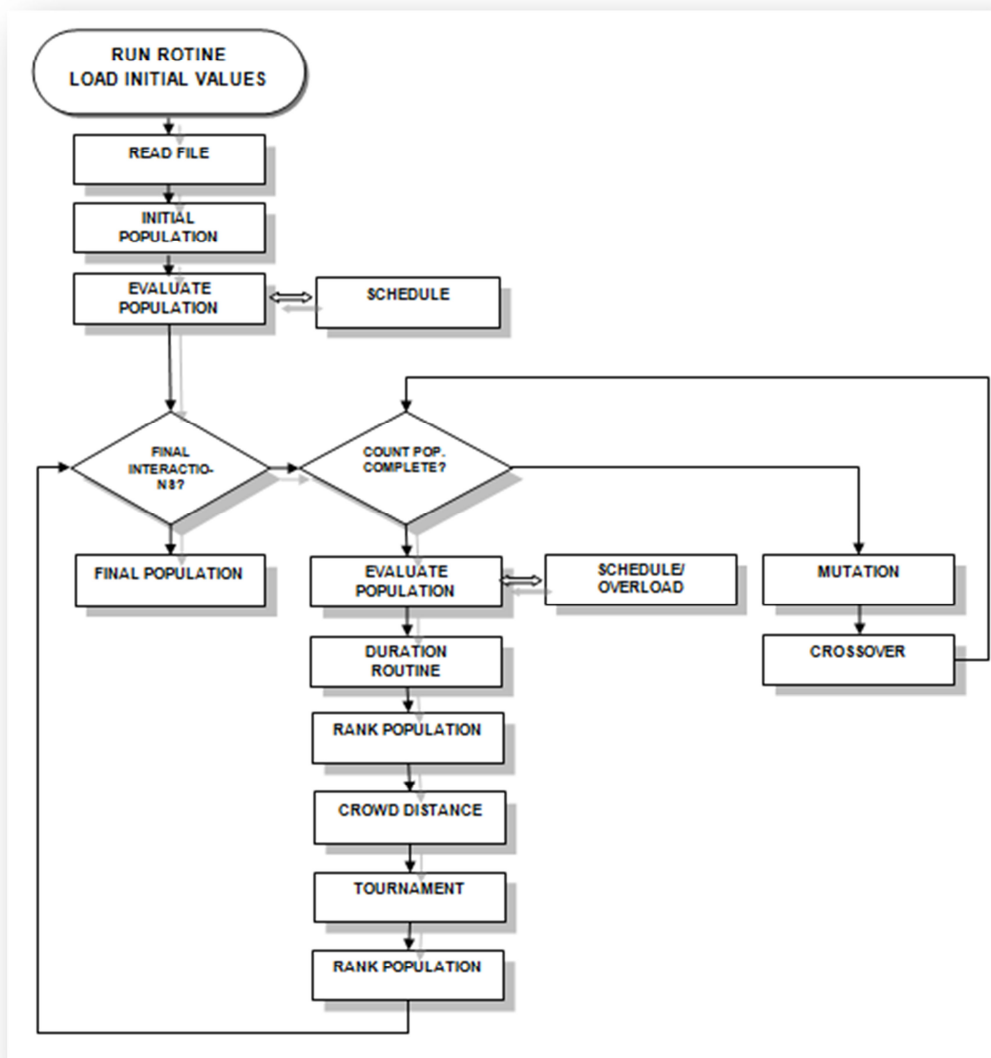 RUN ROTINE
LOAD INITIAL VALUES
READ FILE
INITIAL
POPULATION
EVALUATE
POPULATION
SCHEDULE
FINAL
INTERACTIO-
NS?
COUNT POP.
COMPLETE?
FINAL POPULATION
EVALUATE
POPULATION
SCHEDULE/
OVERLOAD
MUTATION
DURATION
ROUTINE
CROSSOVER
RANK POPULATION
CROWD DISTANCE
TOURNAMENT
RANK POPULATION